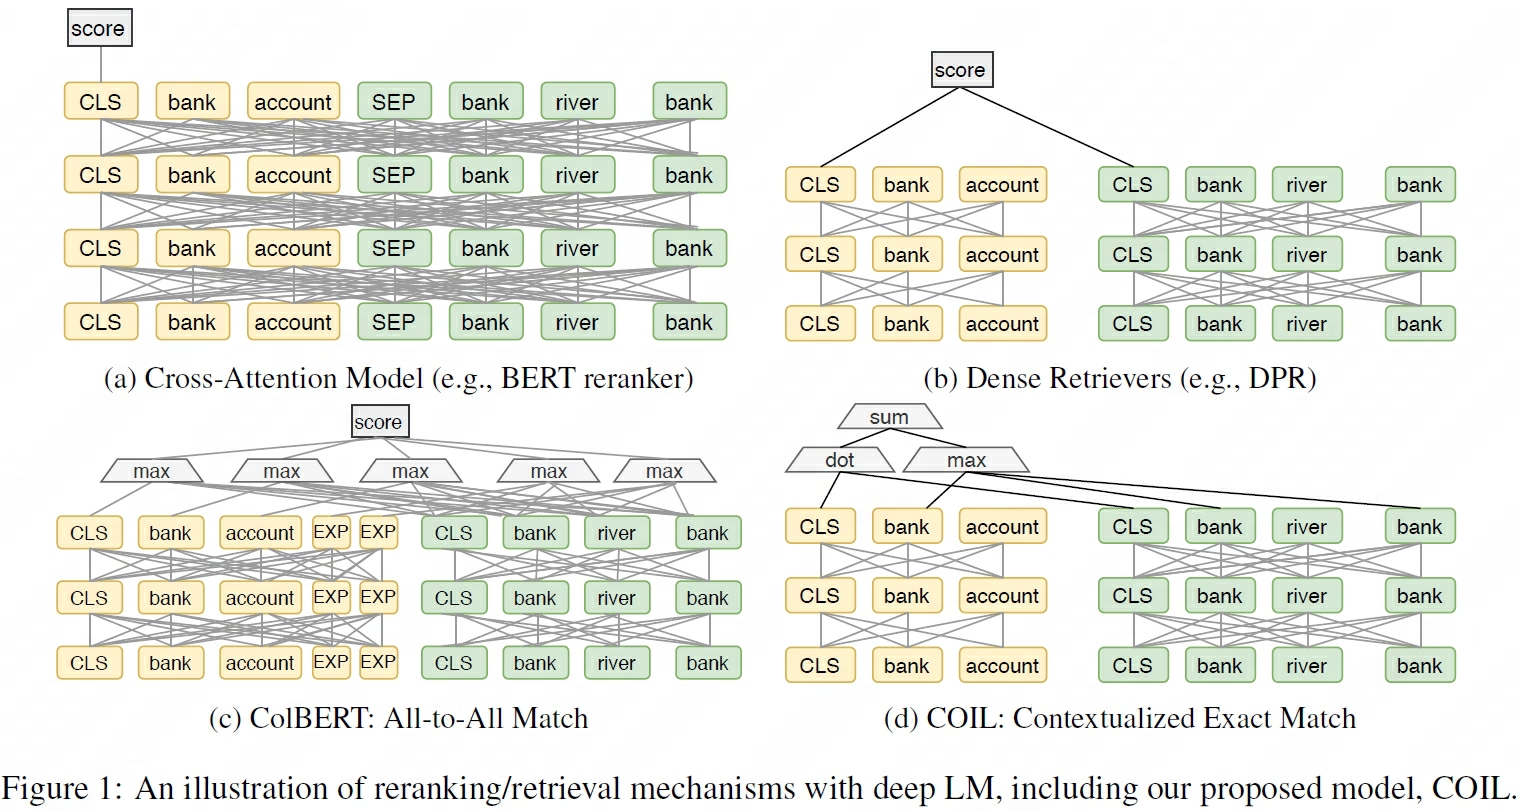 score
CLS bank account SEP bank river bank
CLS bank account SEP bank river bank
CLS bank account SEP bank river bank
CLS bank account SEP bank river bank
(a) Cross-Attention Model (e.g., BERT reranker)
score
CLS bank account CLS bank river bank
CLS bank account CLS bank river bank
CLS bank account CLS bank river bank
(b) Dense Retrievers (e.g., DPR)
score
max max max max max
CLS bank account EXP EXP CLS bank river bank
CLS bank account EXP EXP CLS bank river bank
CLS bank account EXP EXP CLS bank river bank
(c) ColBERT: All-to-All Match
sum
dot max
CLS bank account CLS bank river bank
CLS bank account CLS bank river bank
CLS bank account CLS bank river bank
(d) COIL: Contextualized Exact Match
Figure 1: An illustration of reranking/retrieval mechanisms with deep LM, including our proposed model, COIL.